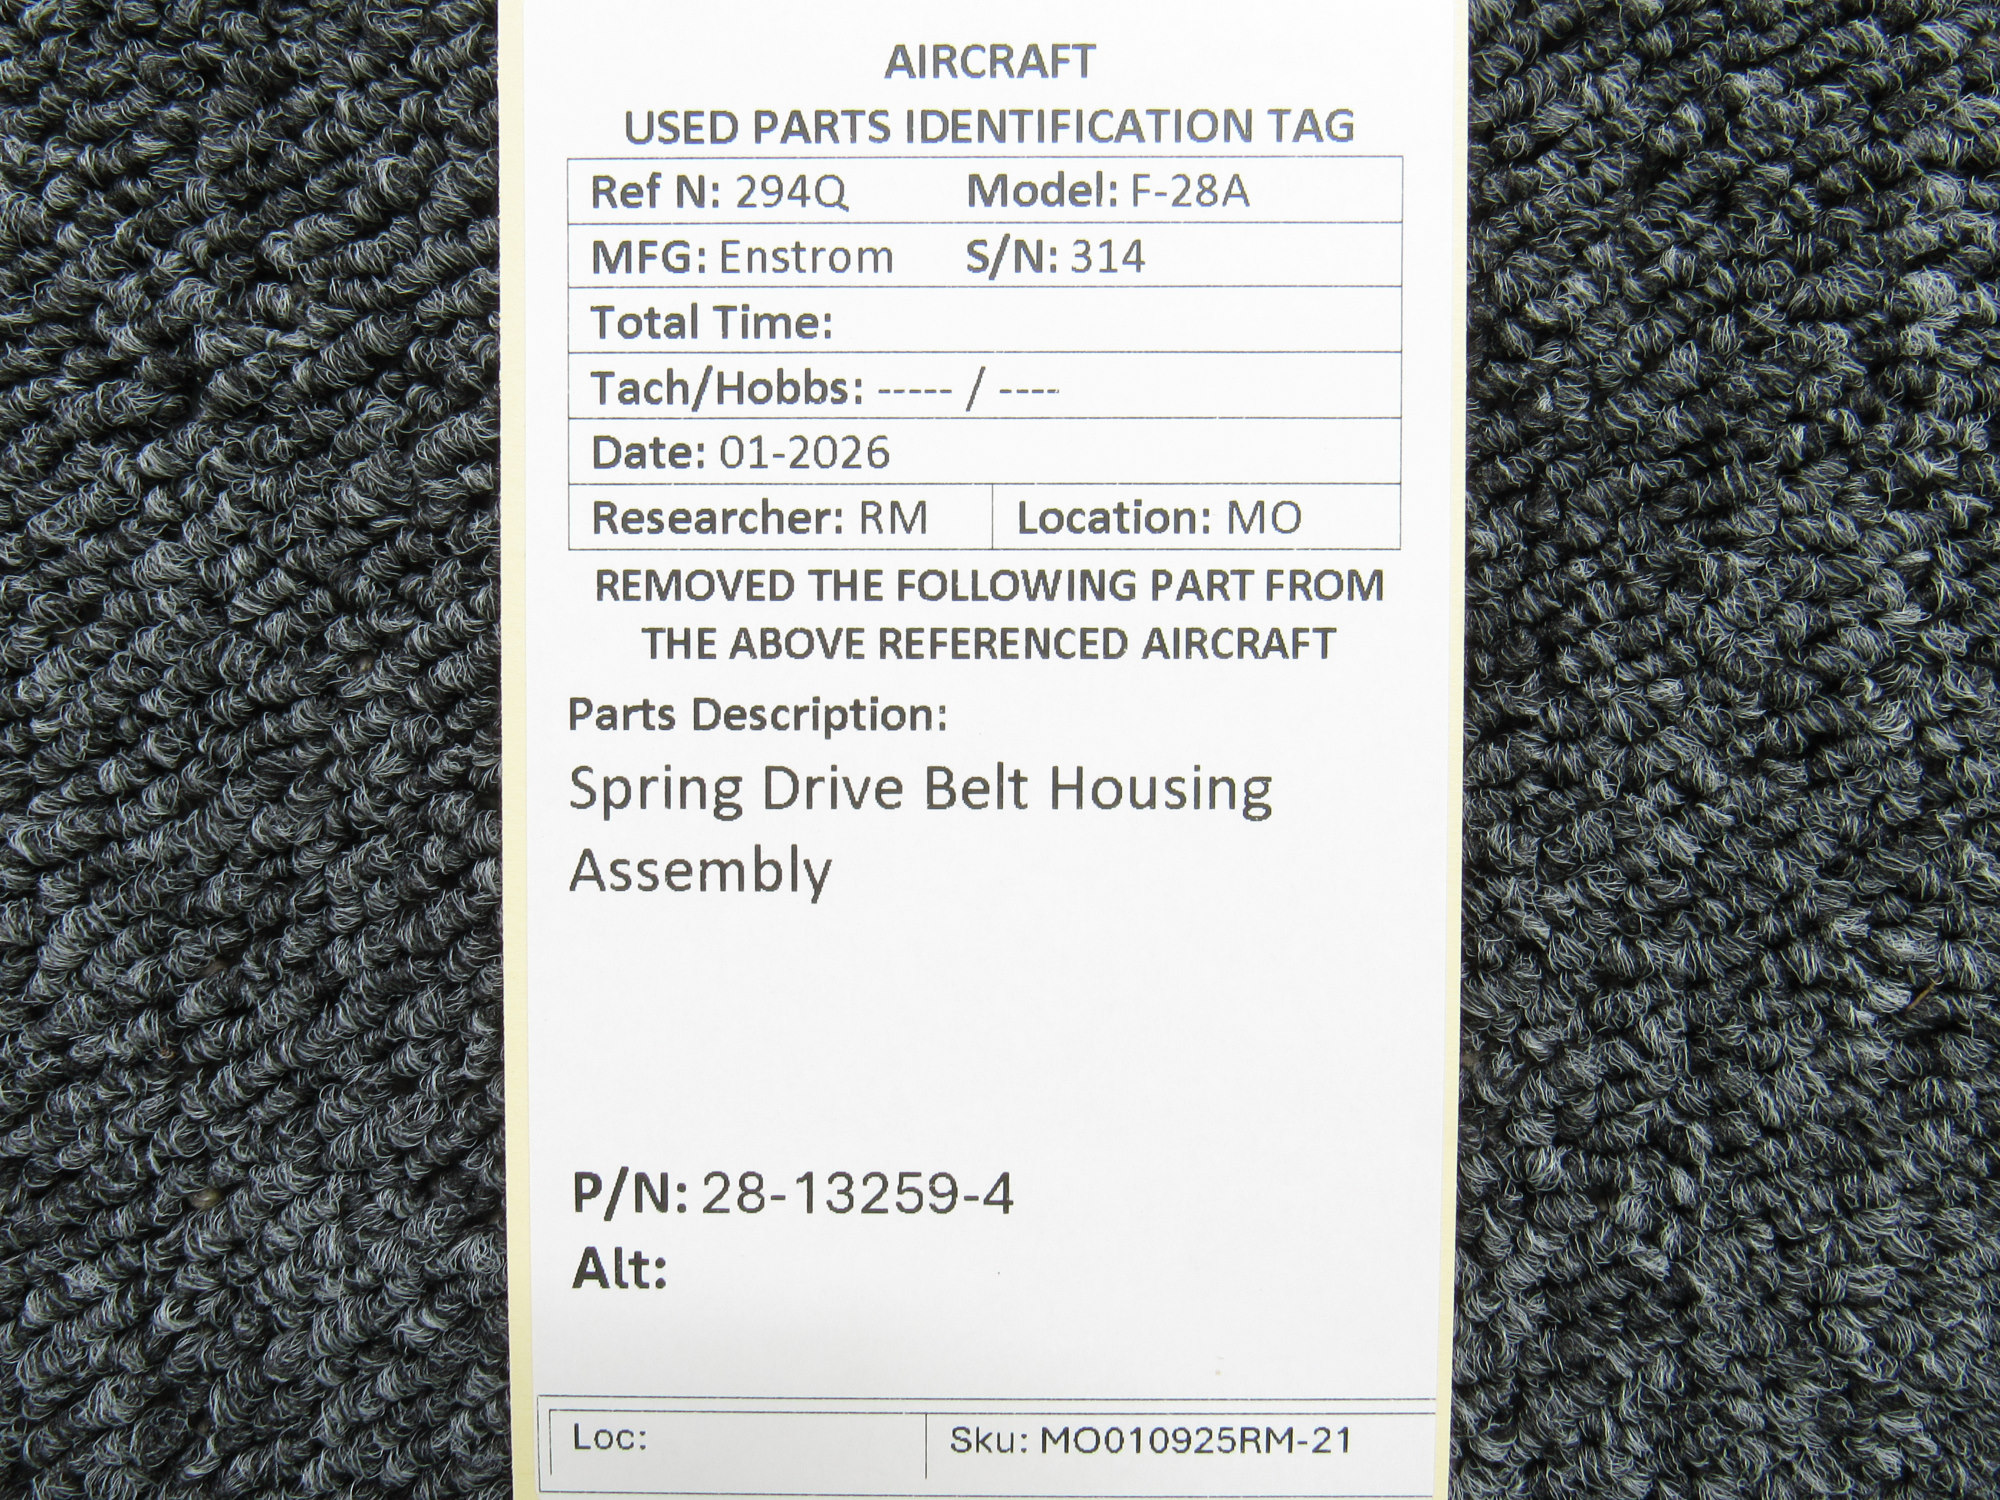 AIRCRAFT
USED PARTS IDENTIFICATION TAG
Ref N: 294Q Model: F-28A
MFG: Enstrom S/N: 314
Total Time:
Tach/Hobbs: ----- / ----
Date: 01-2026
Researcher: RM Location: MO
REMOVED THE FOLLOWING PART FROM
THE ABOVE REFERENCED AIRCRAFT
Parts Description:
Spring Drive Belt Housing
Assembly
P/N: 28-13259-4
Alt:
Loc: Sku: MO010925RM-21